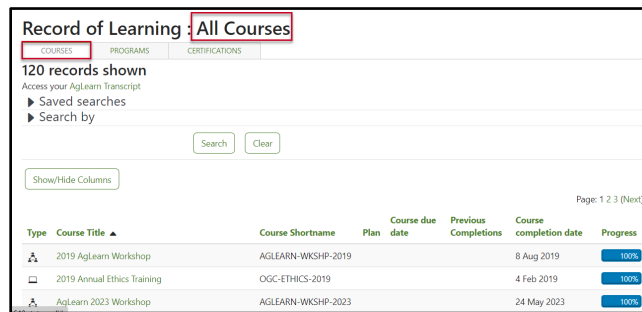 Record of Learning : All Courses
COURSES PROGRAMS CERTIFICATIONS
120 records shown
Access your AgLearn Transcript
Saved searches
Search by
Search Clear
Show/Hide Columns
Page: 1 2 3 (Next)
Type Course Title Course Shortname Plan Course due date Previous Completions Course completion date Progress
2019 AgLearn Workshop AGLEARN-WKSHP-2019 8 Aug 2019 100%
2019 Annual Ethics Training OGC-ETHICS-2019 4 Feb 2019 100%
AgLearn 2023 Workshop AGLEARN-WKSHP-2023 24 May 2023 100%